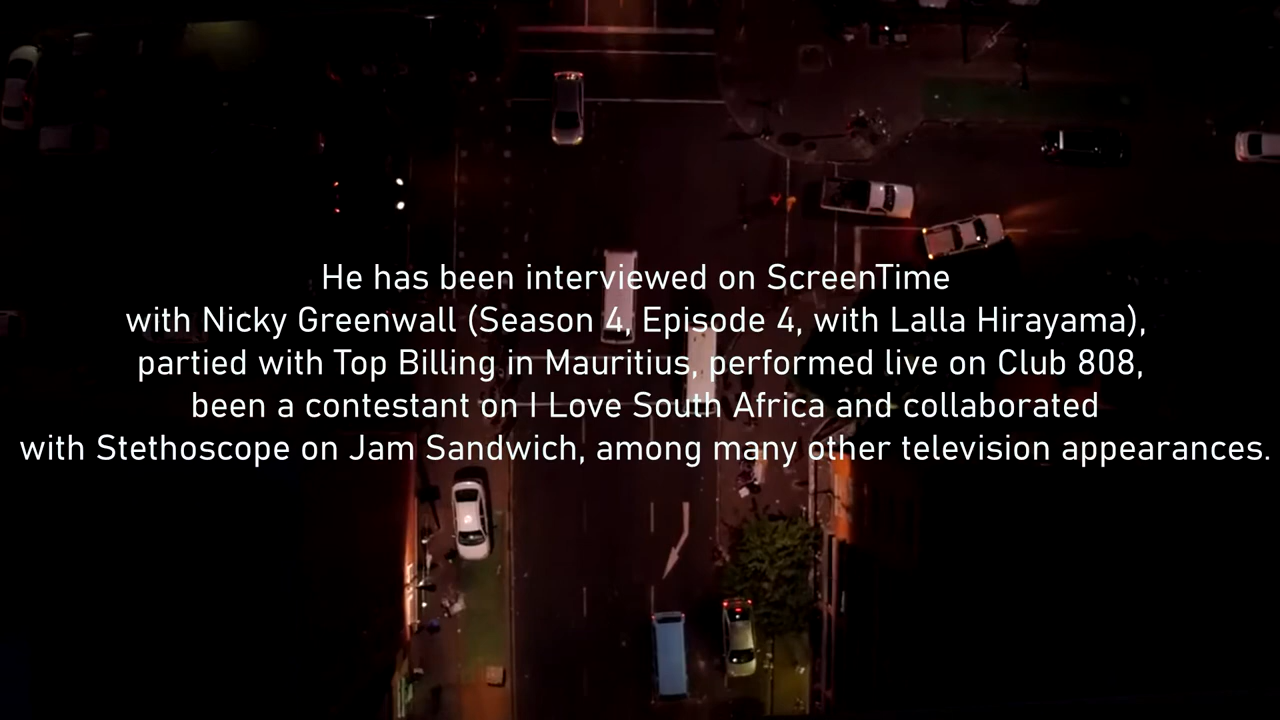 He has been interviewed on ScreenTime
with Nicky Greenwall (Season 4, Episode 4, with Lalla Hirayama),
partied with Top Billing in Mauritius, performed live on Club 808,
been a contestant on I Love South Africa and collaborated
with Stethoscope on Jam Sandwich, among many other television appearances.